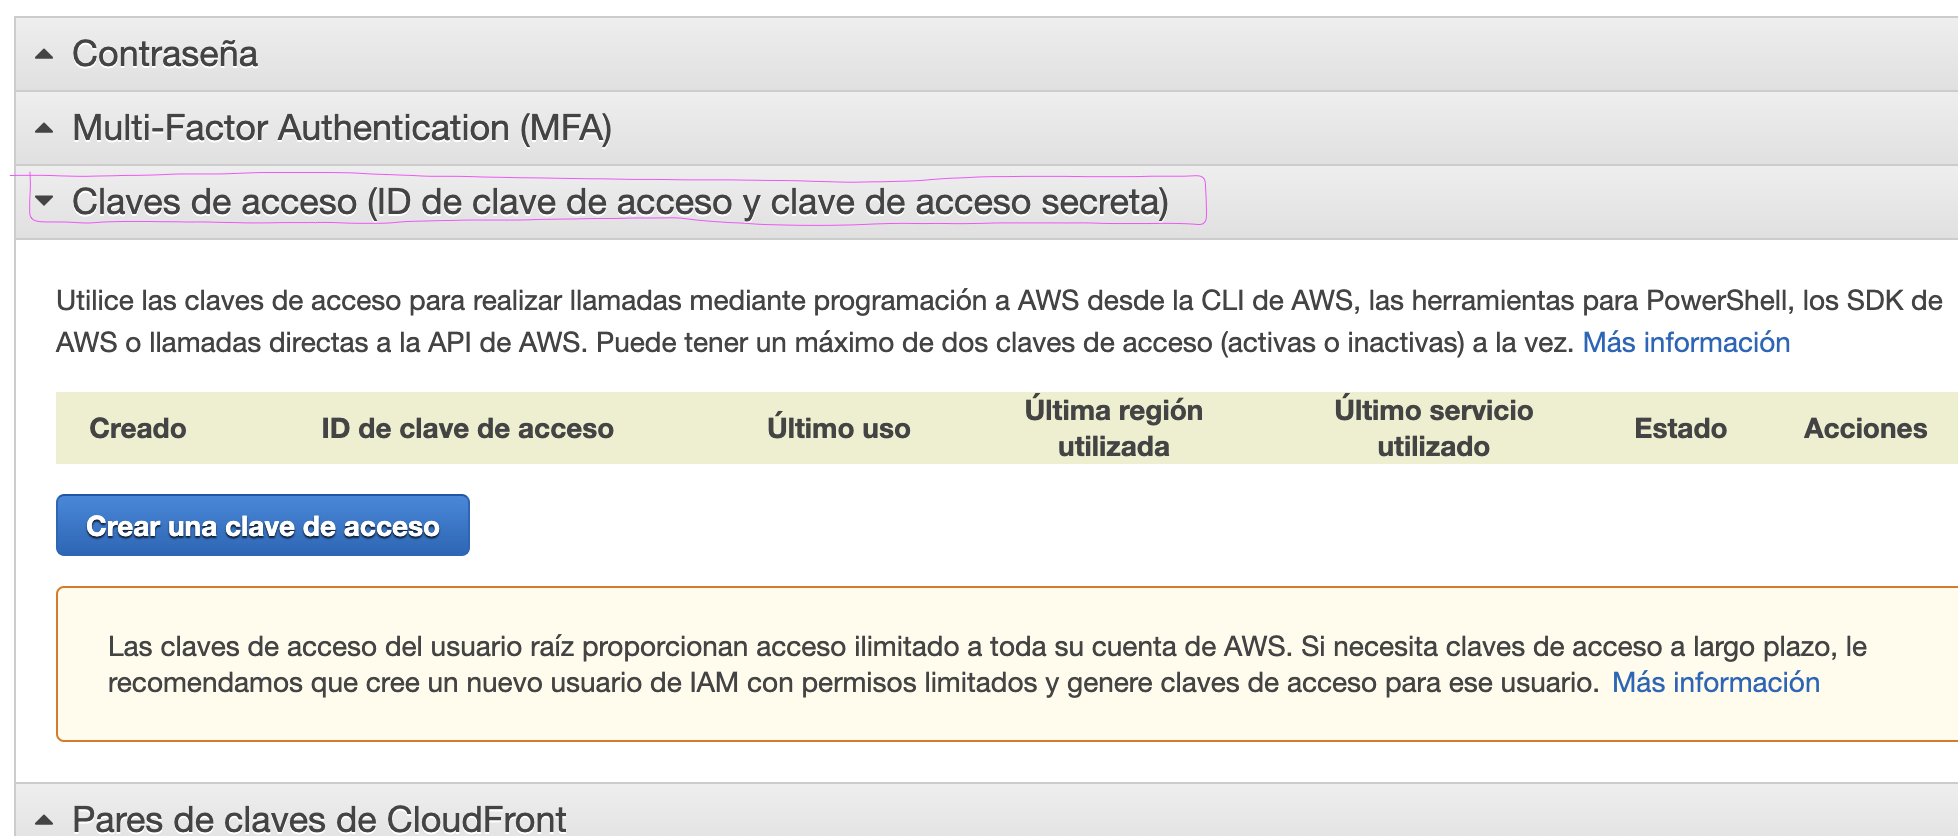 Contraseña
Multi-Factor Authentication (MFA)
Claves de acceso (ID de clave de acceso y clave de acceso secreta)
Utilice las claves de acceso para realizar llamadas mediante programación a AWS desde la CLI de AWS, las herramientas para PowerShell, los SDK de
AWS o llamadas directas a la API de AWS. Puede tener un máximo de dos claves de acceso (activas o inactivas) a la vez. Más información
Creado ID de clave de acceso Último uso Última región utilizada Último servicio utilizado Estado Acciones
Crear una clave de acceso
Las claves de acceso del usuario raíz proporcionan acceso ilimitado a toda su cuenta de AWS. Si necesita claves de acceso a largo plazo, le
recomendamos que cree un nuevo usuario de IAM con permisos limitados y genere claves de acceso para ese usuario. Más información
Pares de claves de CloudFront